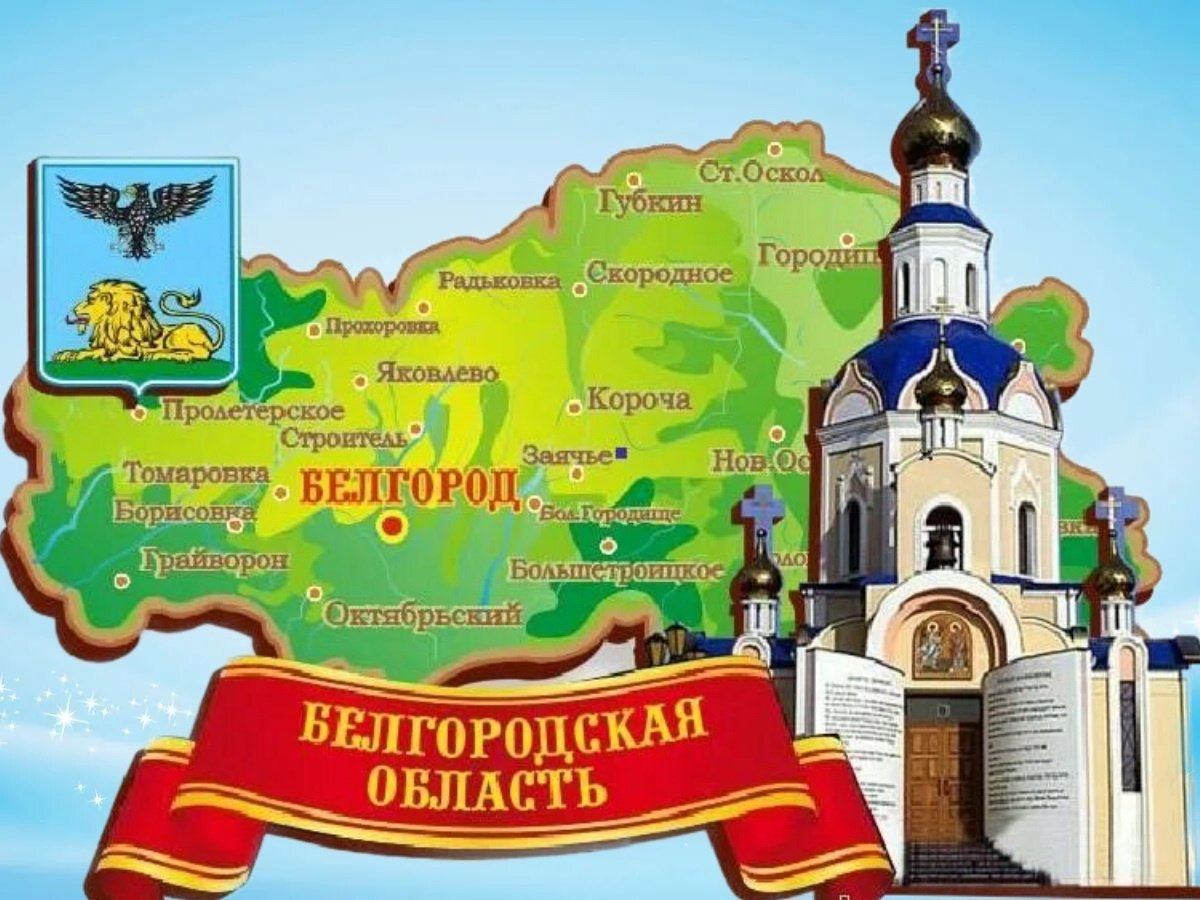 Ст.Оскол
Губкин
Городищ
Скородное
Радьковка
Прохоровка
Яковлево
Короча
Пролетерское
Строитель
Заячье
Нов.Ос
Томаровка
БЕЛГОРОД
Борисовка
Бол.Городище
Грайворон
Большетроицкое
Октябрьский
БЕЛГОРОДСКАЯ
ОБЛАСТЬ